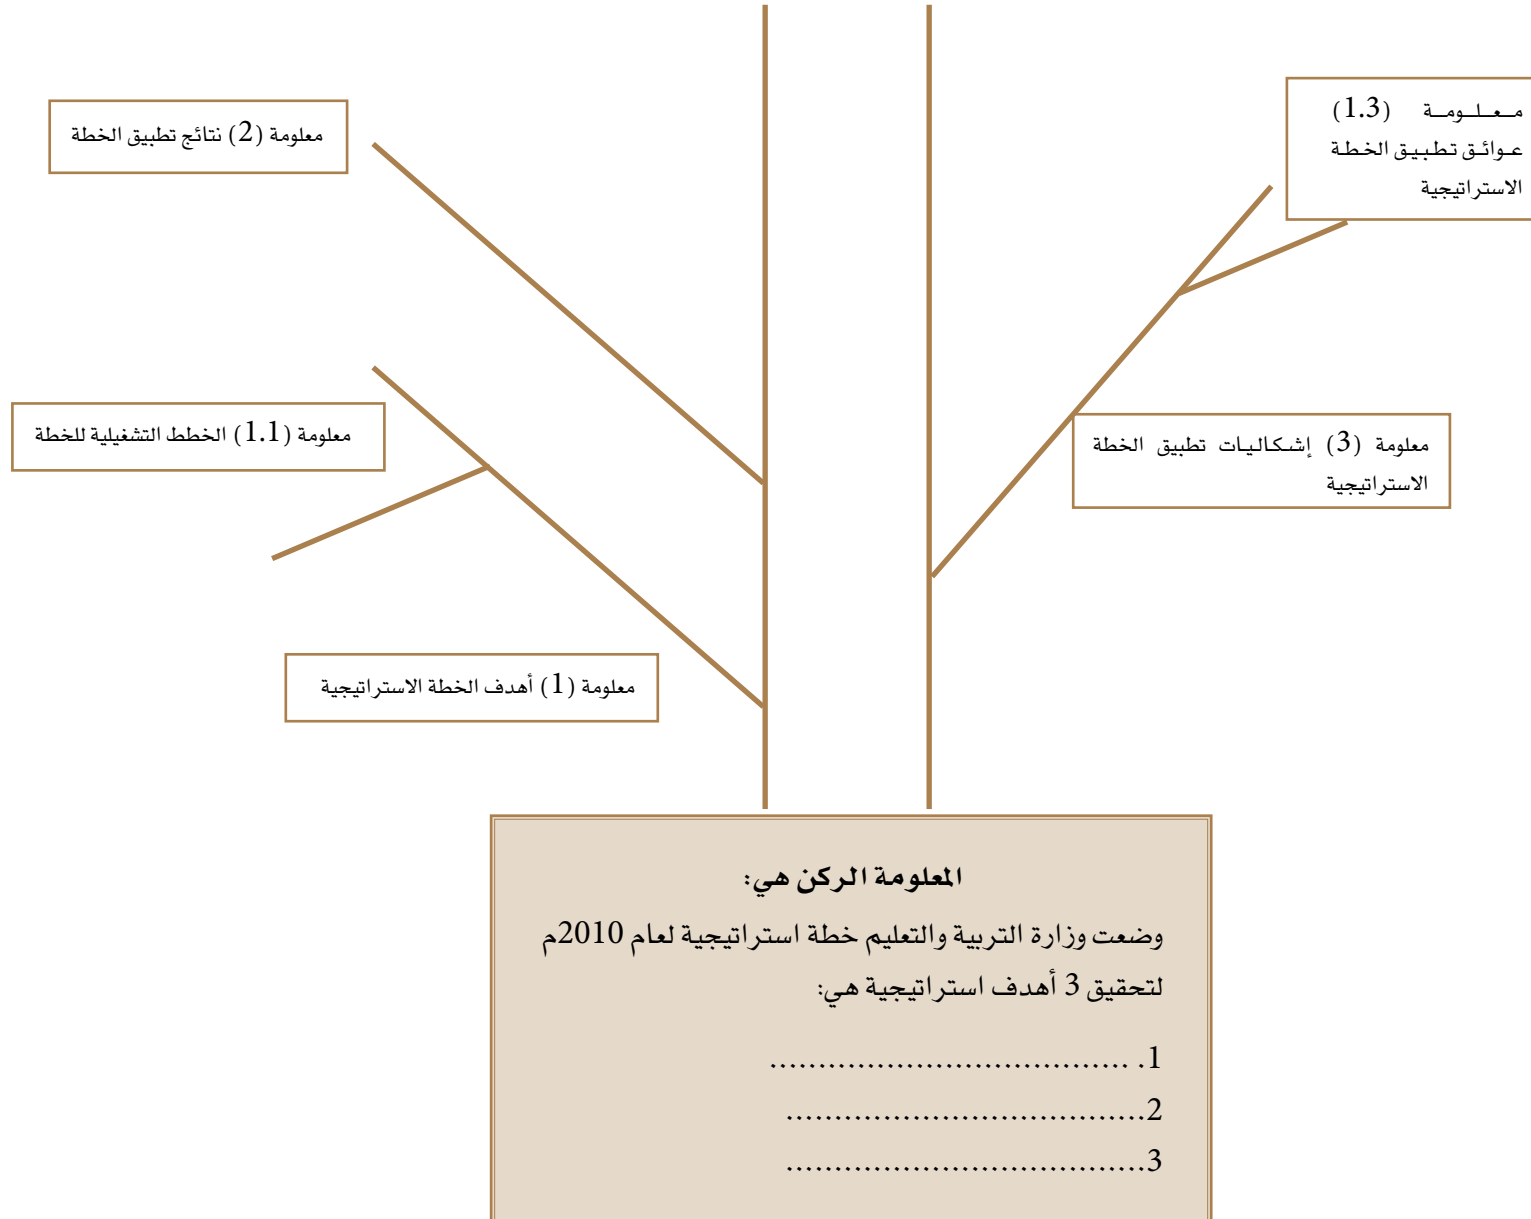 معلومة (1.3)
عوائق تطبيق الخطة
الاستراتيجية
معلومة (2) نتائج تطبيق الخطة
معلومة (1.1) الخطط التشغيلية للخطة
معلومة (3) إشكاليات تطبيق الخطة
الاستراتيجية
معلومة (1) أهدف الخطة الاستراتيجية
المعلومة الركن هي:
وضعت وزارة التربية والتعليم خطة استراتيجية لعام 2010م
لتحقيق 3 أهدف استراتيجية هي:
1. .....................................
2.....................................
3.....................................